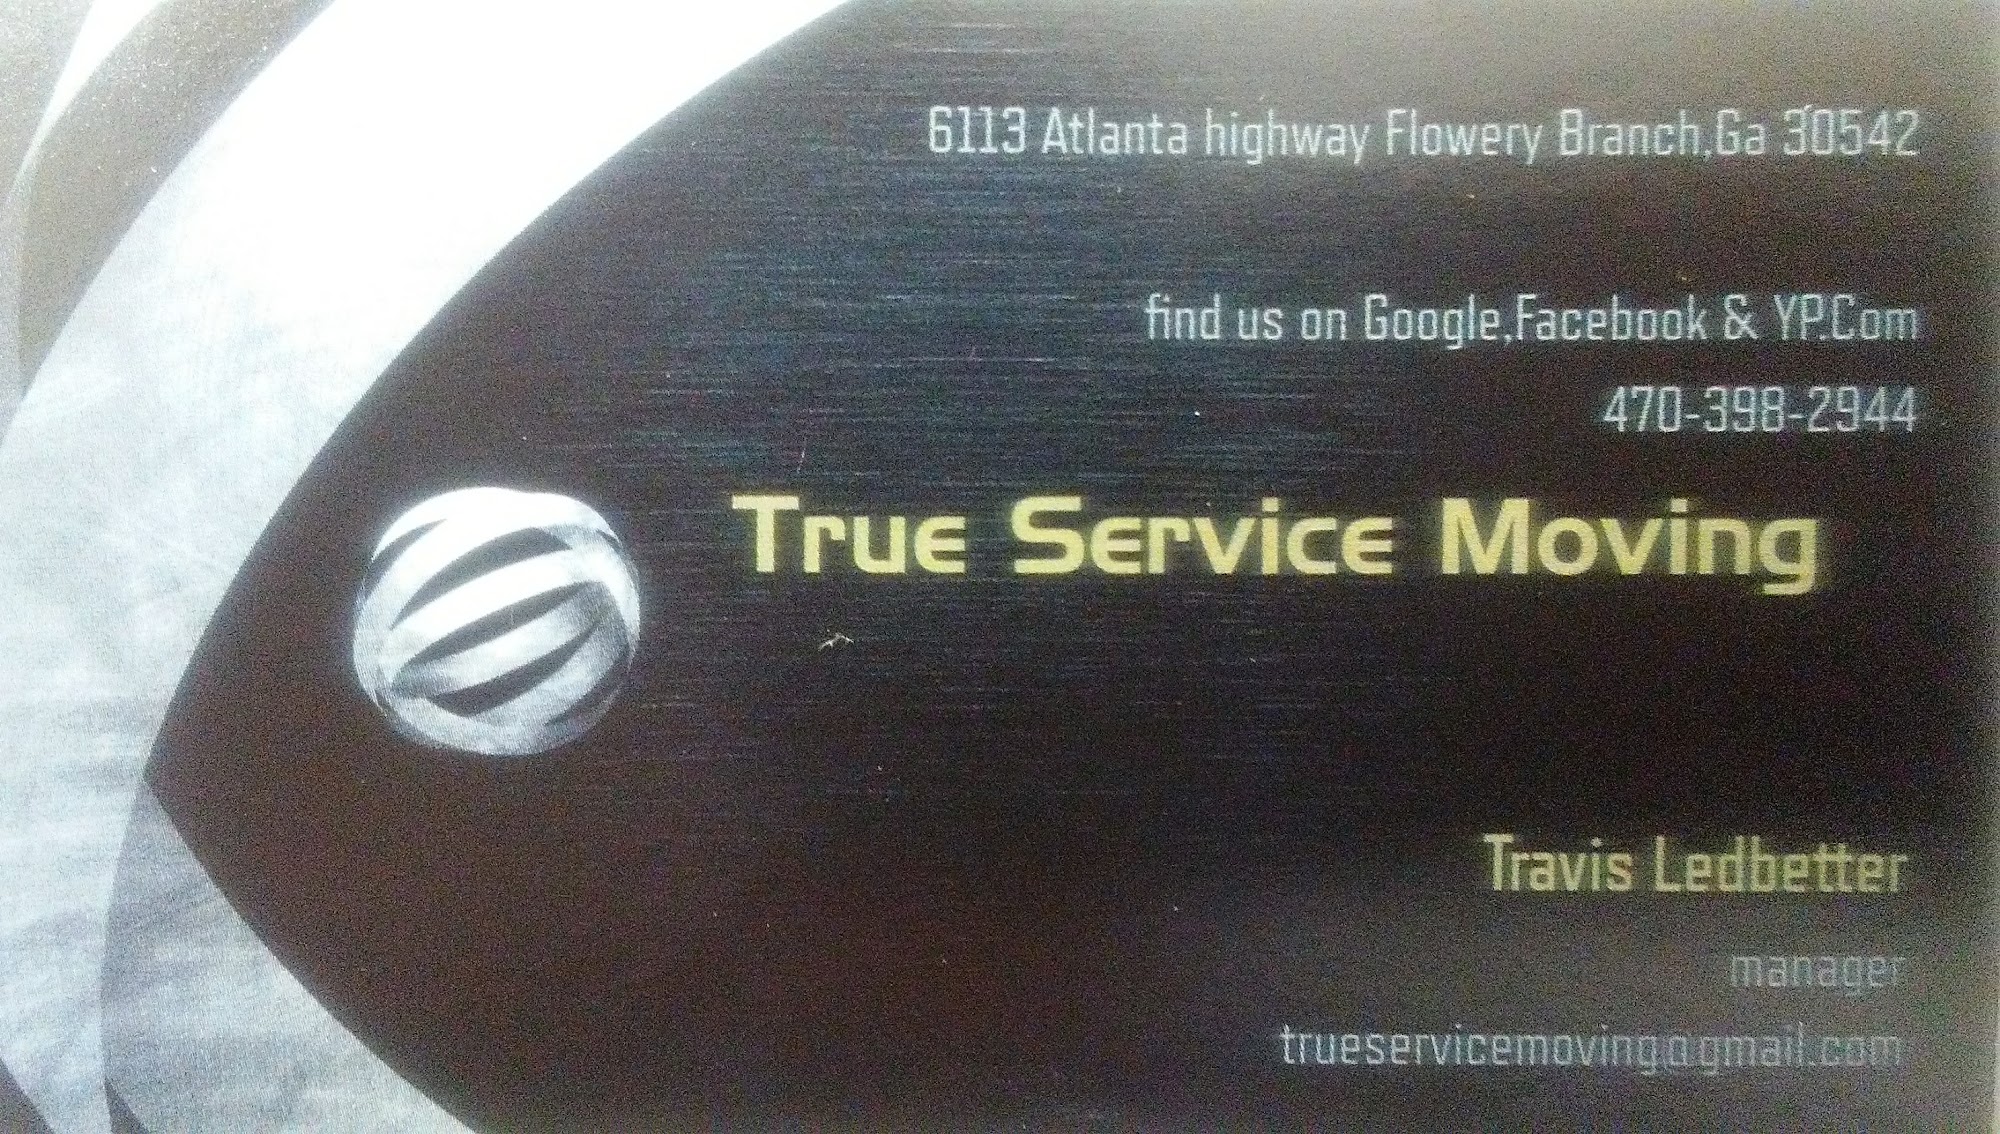 6113 Atlanta highway Flowery Branch,Ga 30542
find us on Google,Facebook & YP.Com
470-398-2944
True Service Moving
Travis Ledbetter
manager
trueservicemoving@gmail.com